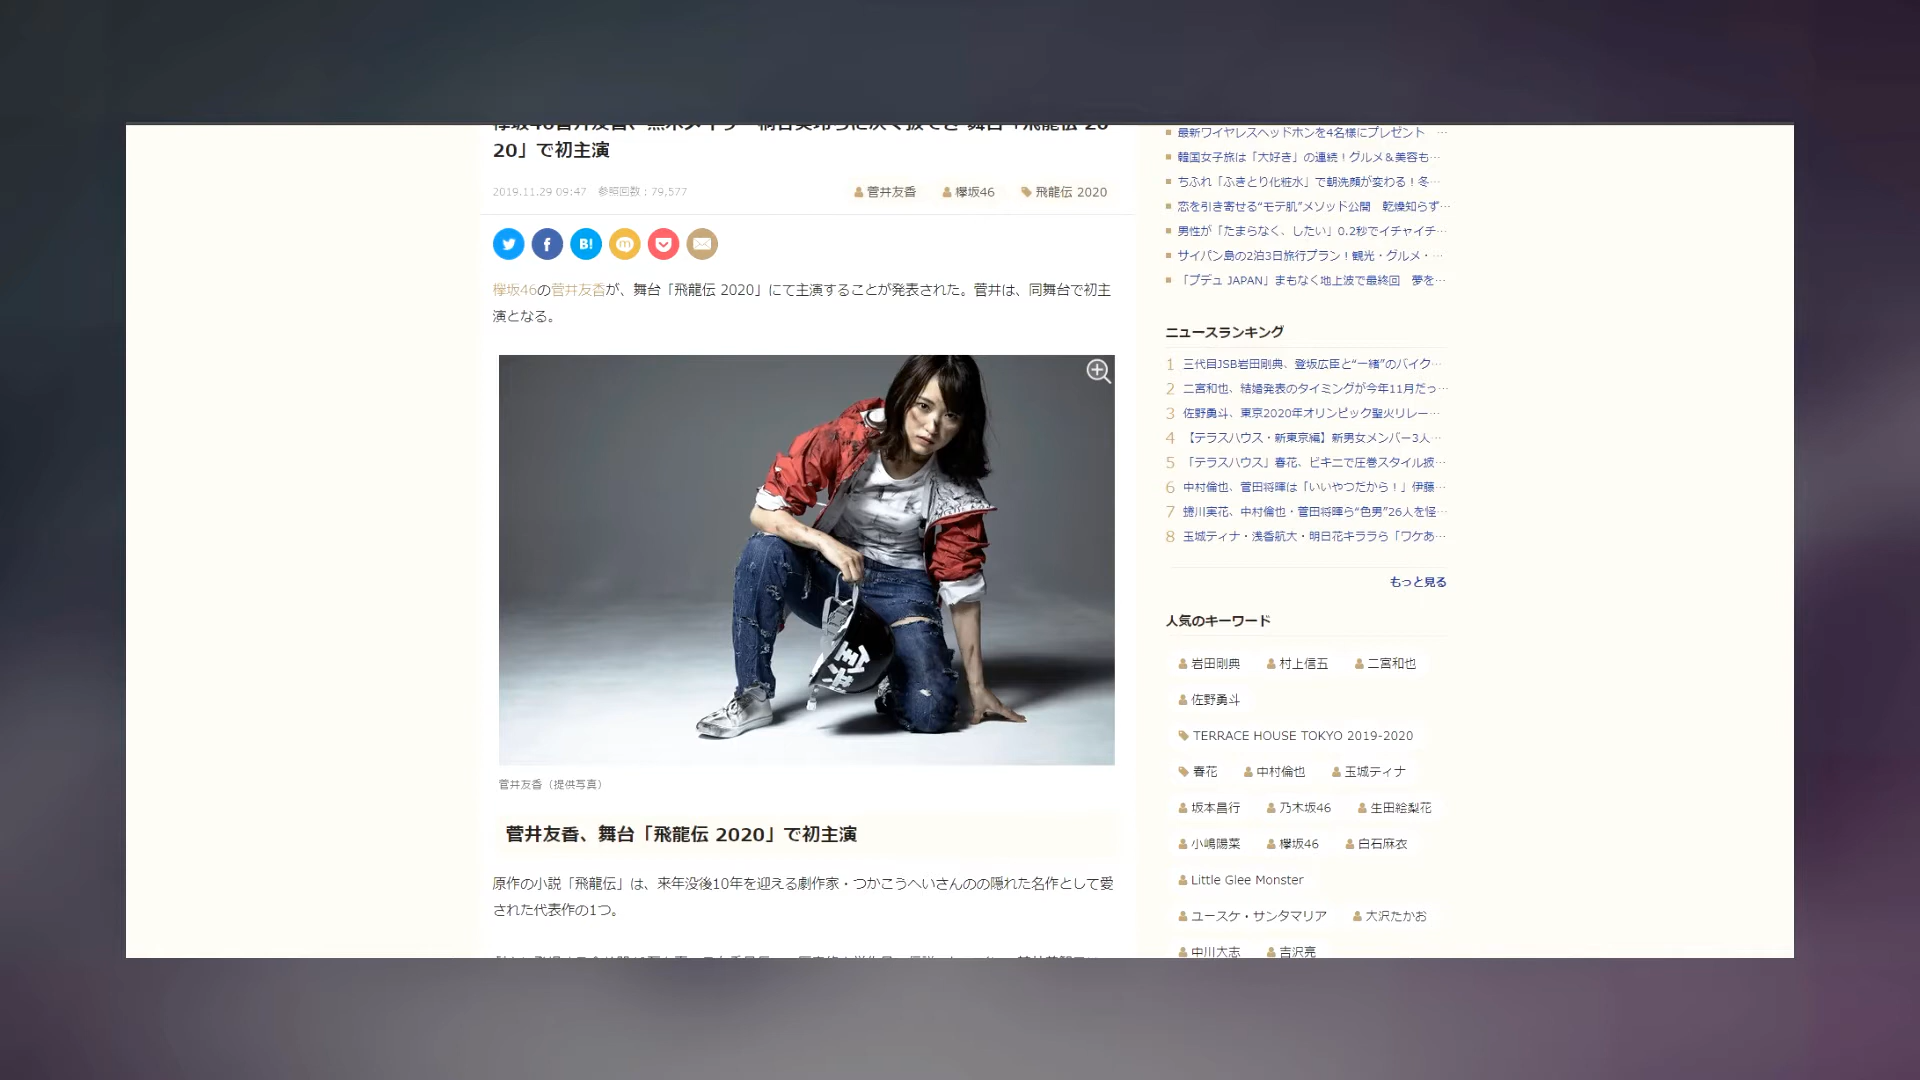 20」で初主演
2019.11.29 09:47 参照回数：79,577
菅井友香 欅坂46 飛龍伝 2020
欅坂46の菅井友香が、舞台「飛龍伝 2020」にて主演することが発表された。菅井は、同舞台で初主
演となる。
菅井友香（提供写真）
菅井友香、舞台「飛龍伝 2020」で初主演
原作の小説「飛龍伝」は、来年没後10年を迎える劇作家・つかこうへいさんのの隠れた名作として愛
された代表作の1つ。
最新ワイヤレスヘッドホンを4名様にプレゼント …
韓国女子旅は「大好き」の連続！グルメ＆美容も…
ちふれ「ふきとり化粧水」で朝洗顔が変わる！冬…
恋を引き寄せる“モテ肌”メソッド公開 乾燥知らず…
男性が「たまらなく、したい」0.2秒でイチャイチ…
サイパン島の2泊3日旅行プラン！観光・グルメ・…
「プデュ JAPAN」まもなく地上波で最終回 夢を…
ニュースランキング
1 三代目JSB岩田剛典、登坂広臣と“一緒”のバイク…
2 二宮和也、結婚発表のタイミングが今年11月だっ…
3 佐野勇斗、東京2020年オリンピック聖火リレー…
4 【テラスハウス・新東京編】新男女メンバー3人…
5 「テラスハウス」春花、ビキニで圧巻スタイル披…
6 中村倫也、菅田将暉は「いいやつだから！」伊藤…
7 蜷川実花、中村倫也・菅田将暉ら“色男”26人を怪…
8 玉城ティナ・浅香航大・明日花キララら「ワケあ…
もっと見る
人気のキーワード
岩田剛典 村上信五 二宮和也
佐野勇斗
TERRACE HOUSE TOKYO 2019-2020
春花 中村倫也 玉城ティナ
坂本昌行 乃木坂46 生田絵梨花
小嶋陽菜 欅坂46 白石麻衣
Little Glee Monster
ユースケ・サンタマリア 大沢たかお
中川大志 吉沢亮